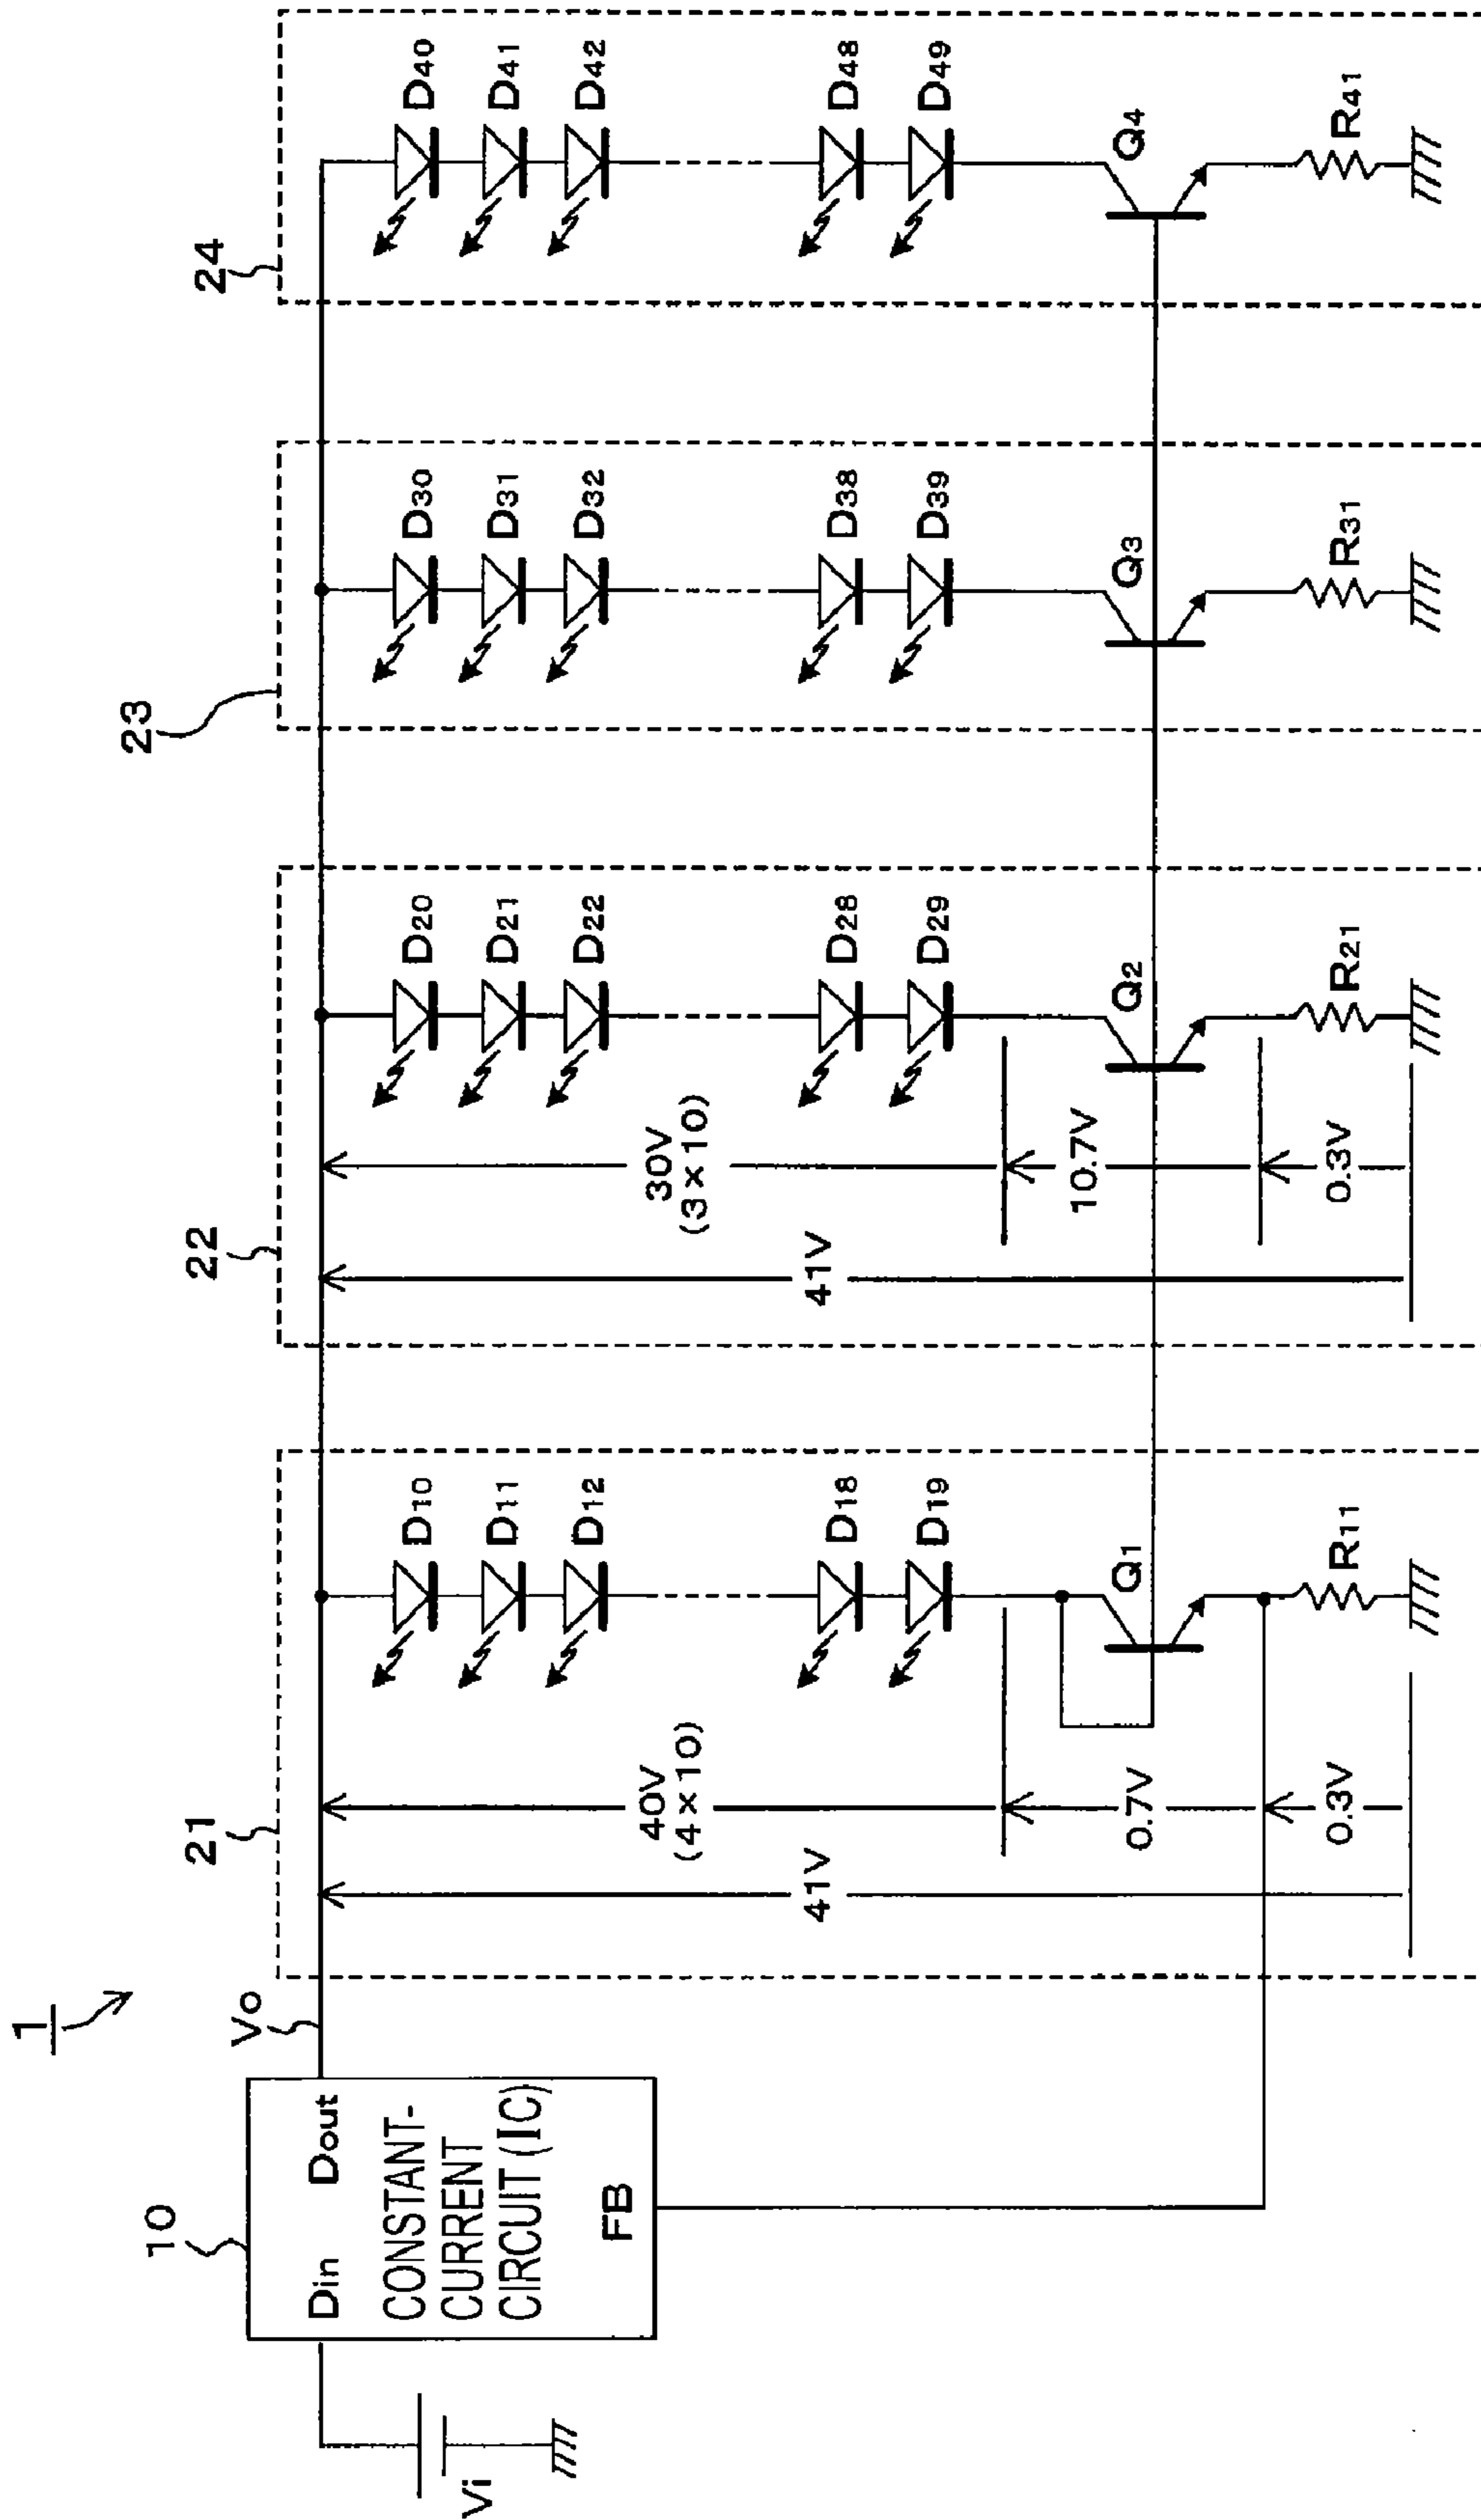 1
10
Din
Dout
CONSTANT-
CURRENT
CIRCUIT (IC)
FB
Vi
Vo
21
41V
40V
(4×10)
0.7V
0.3V
D10
D11
D12
D18
D19
Q1
R11
22
41V
30V
(3×10)
10.7V
0.3V
D20
D21
D22
D28
D29
Q2
R21
23
D30
D31
D32
D38
D39
Q3
R31
24
D40
D41
D42
D48
D49
Q4
R41